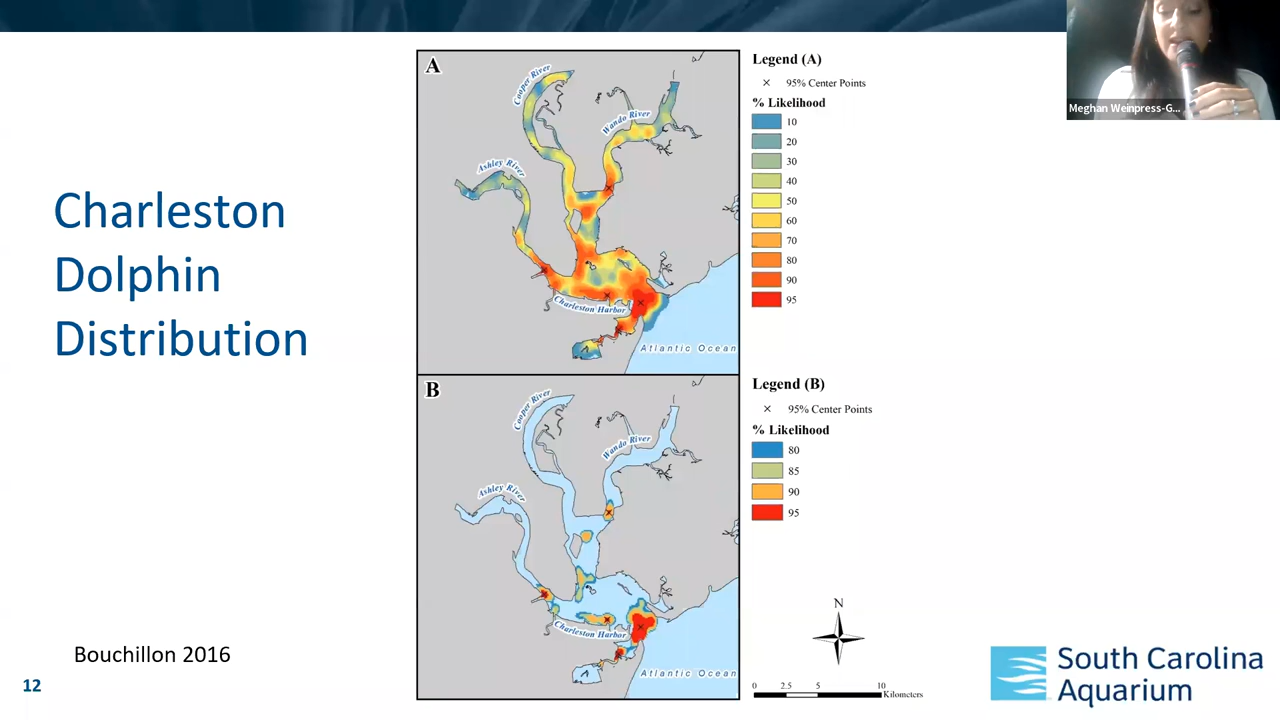 Meghan Weinpress-G...
Charleston
Dolphin
Distribution
A
Cooper River
Wando River
Ashley River
Charleston Harbor
Atlantic Ocean
Legend (A)
× 95% Center Points
% Likelihood
10
20
30
40
50
60
70
80
90
95
B
Cooper River
Wando River
Ashley River
Charleston Harbor
Atlantic Ocean
Legend (B)
× 95% Center Points
% Likelihood
80
85
90
95
N
0 2.5 5 10
Kilometers
Bouchillon 2016
12
South Carolina
Aquarium